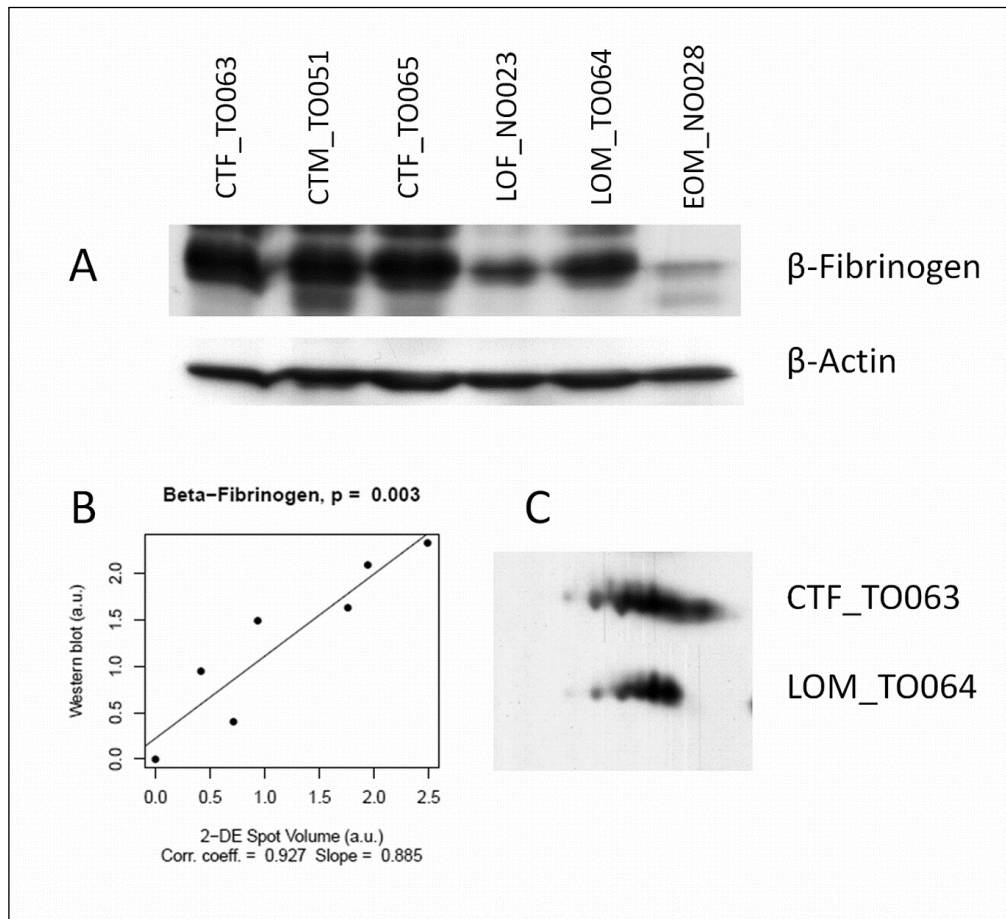 CTF_TO063
CTM_TO051
CTF_TO065
LOF_NO023
LOM_TO064
EOM_NO028
A
β-Fibrinogen
β-Actin
B
Beta−Fibrinogen, p = 0.003
Western blot (a.u.)
0.0 0.5 1.0 1.5 2.0
0.0 0.5 1.0 1.5 2.0 2.5
2−DE Spot Volume (a.u.)
Corr. coeff. = 0.927 Slope = 0.885
C
CTF_TO063
LOM_TO064